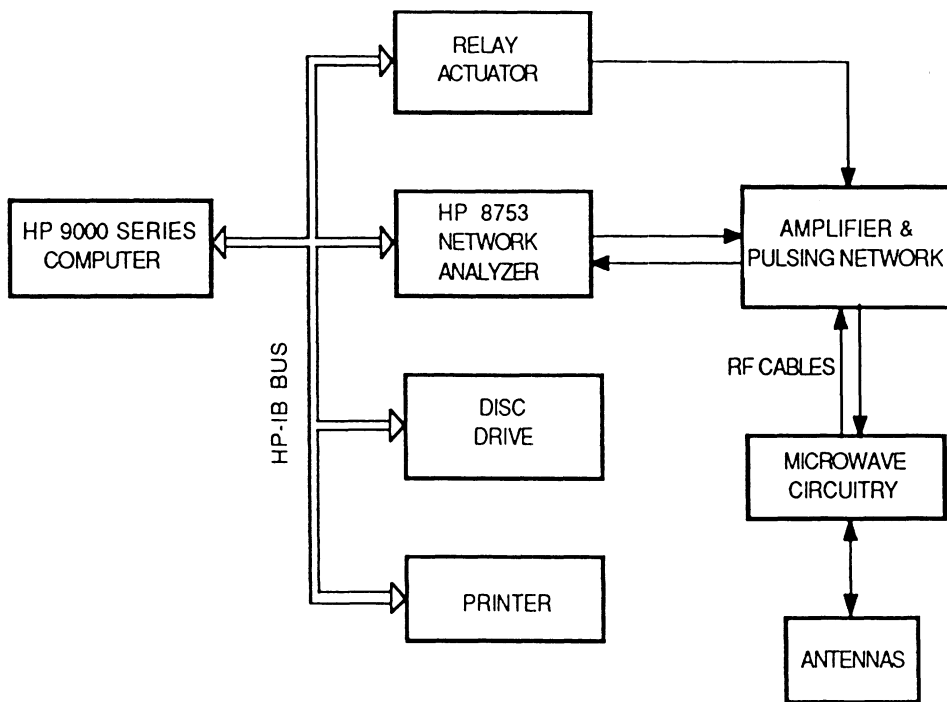 RELAY
ACTUATOR
HP 9000 SERIES
COMPUTER
HP 8753
NETWORK
ANALYZER
AMPLIFIER &
PULSING NETWORK
HP-IB BUS
RF CABLES
DISC
DRIVE
MICROWAVE
CIRCUITRY
PRINTER
ANTENNAS